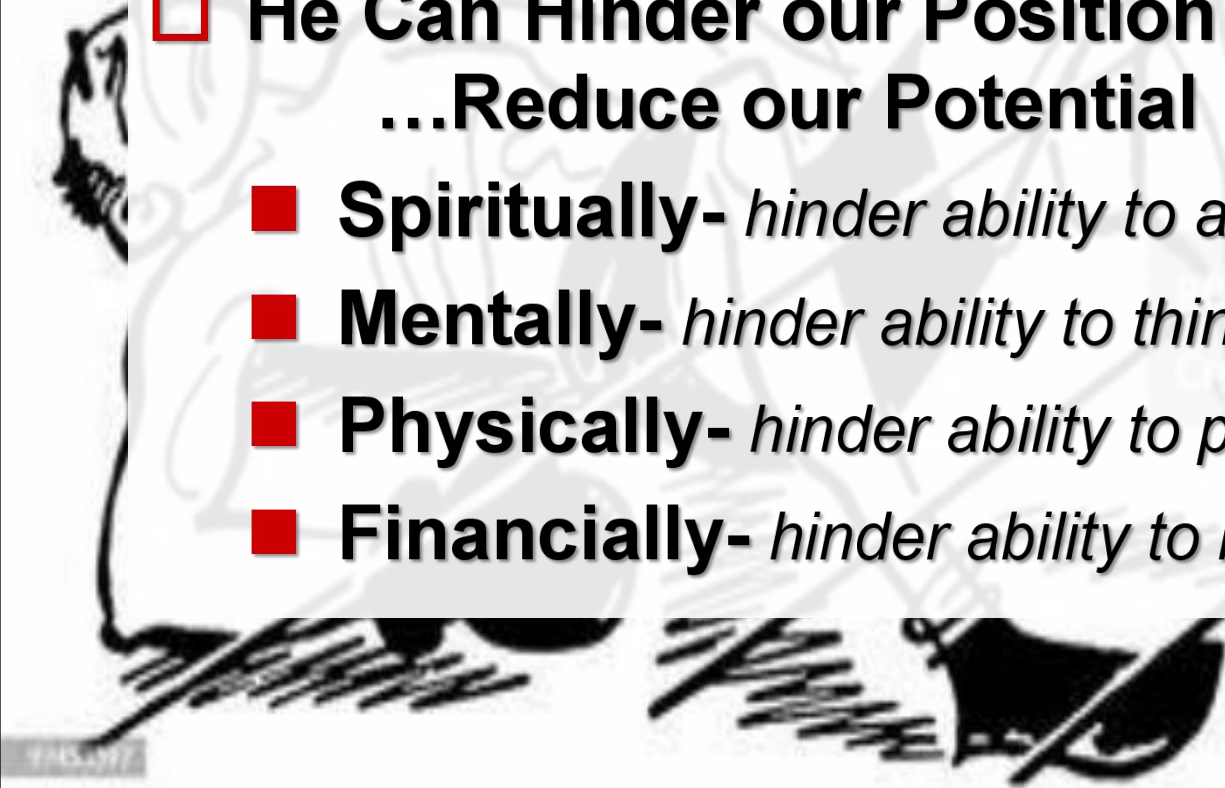 He Can Hinder our Position
…Reduce our Potential
Spiritually- hinder ability to a
Mentally- hinder ability to thin
Physically- hinder ability to p
Financially- hinder ability to